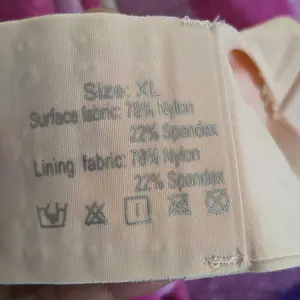 Size: XL
Surface fabric: 78% Nylon
22% Spandex
Lining fabric: 78% Nylon
22% Spandex